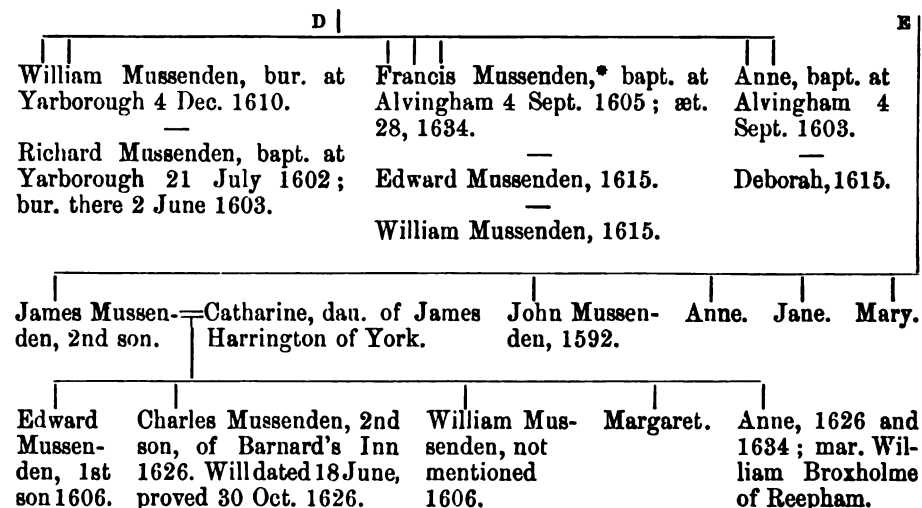 D
E
William Mussenden, bur. at
Yarborough 4 Dec. 1610.
Richard Mussenden, bapt. at
Yarborough 21 July 1602;
bur. there 2 June 1603.
Francis Mussenden,* bapt. at
Alvingham 4 Sept. 1605; æt.
28, 1634.
Edward Mussenden, 1615.
William Mussenden, 1615.
Anne, bapt. at
Alvingham 4
Sept. 1603.
Deborah, 1615.
James Mussen-
den, 2nd son.
=Catharine, dau. of James
Harrington of York.
John Mussen-
den, 1592.
Anne.
Jane.
Mary.
Edward
Mussen-
den, 1st
son 1606.
Charles Mussenden, 2nd
son, of Barnard's Inn
1626. Will dated 18 June,
proved 30 Oct. 1626.
William Mus-
senden, not
mentioned
1606.
Margaret.
Anne, 1626 and
1634; mar. Wil-
liam Broxholme
of Reepham.